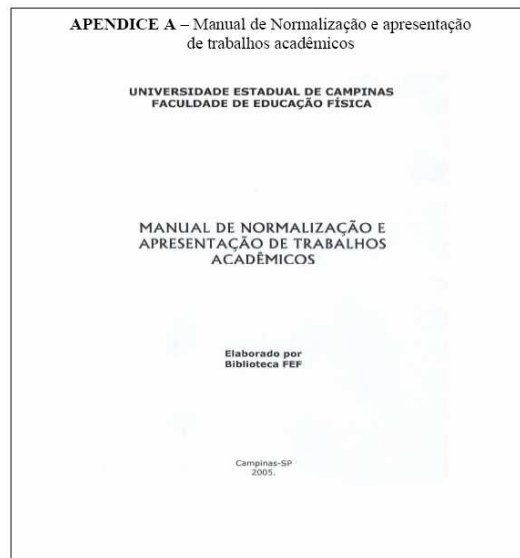 APENDICE A – Manual de Normalização e apresentação
de trabalhos acadêmicos
UNIVERSIDADE ESTADUAL DE CAMPINAS
FACULDADE DE EDUCAÇÃO FÍSICA
MANUAL DE NORMALIZAÇÃO E
APRESENTAÇÃO DE TRABALHOS
ACADÊMICOS
Elaborado por
Biblioteca FEF
Campinas-SP
2005.